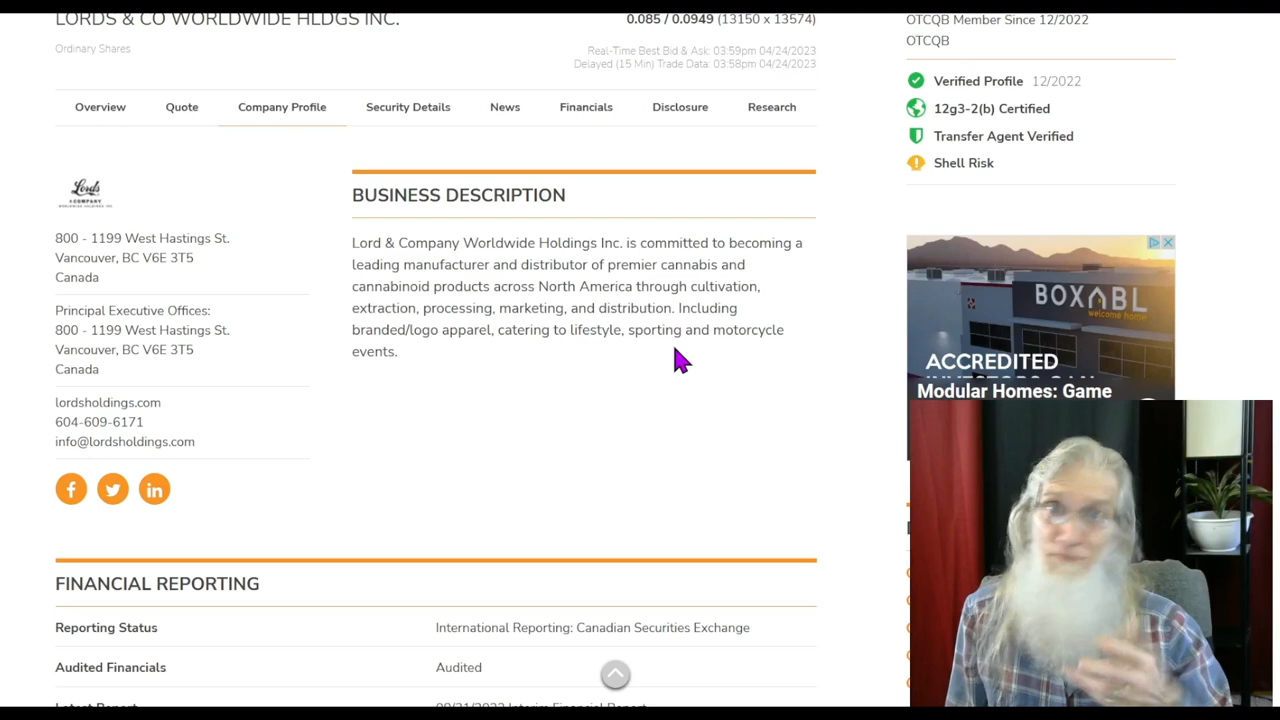 LORDS & CO WORLDWIDE HLDGS INC.
Ordinary Shares
0.085 / 0.0949 (13150 x 13574)
Real-Time Best Bid & Ask: 03:59pm 04/24/2023
Delayed (15 Min) Trade Data: 03:58pm 04/24/2023
Overview Quote Company Profile Security Details News Financials Disclosure Research
Lords
& COMPANY
WORLDWIDE HOLDINGS INC
800 - 1199 West Hastings St.
Vancouver, BC V6E 3T5
Canada
Principal Executive Offices:
800 - 1199 West Hastings St.
Vancouver, BC V6E 3T5
Canada
lordsholdings.com
604-609-6171
info@lordsholdings.com
BUSINESS DESCRIPTION
Lord & Company Worldwide Holdings Inc. is committed to becoming a
leading manufacturer and distributor of premier cannabis and
cannabinoid products across North America through cultivation,
extraction, processing, marketing, and distribution. Including
branded/logo apparel, catering to lifestyle, sporting and motorcycle
events.
FINANCIAL REPORTING
Reporting Status International Reporting: Canadian Securities Exchange
Audited Financials Audited
OTCQB Member Since 12/2022
OTCQB
Verified Profile 12/2022
12g3-2(b) Certified
Transfer Agent Verified
Shell Risk
BOXABL
welcome home
ACCREDITED
Modular Homes: Game